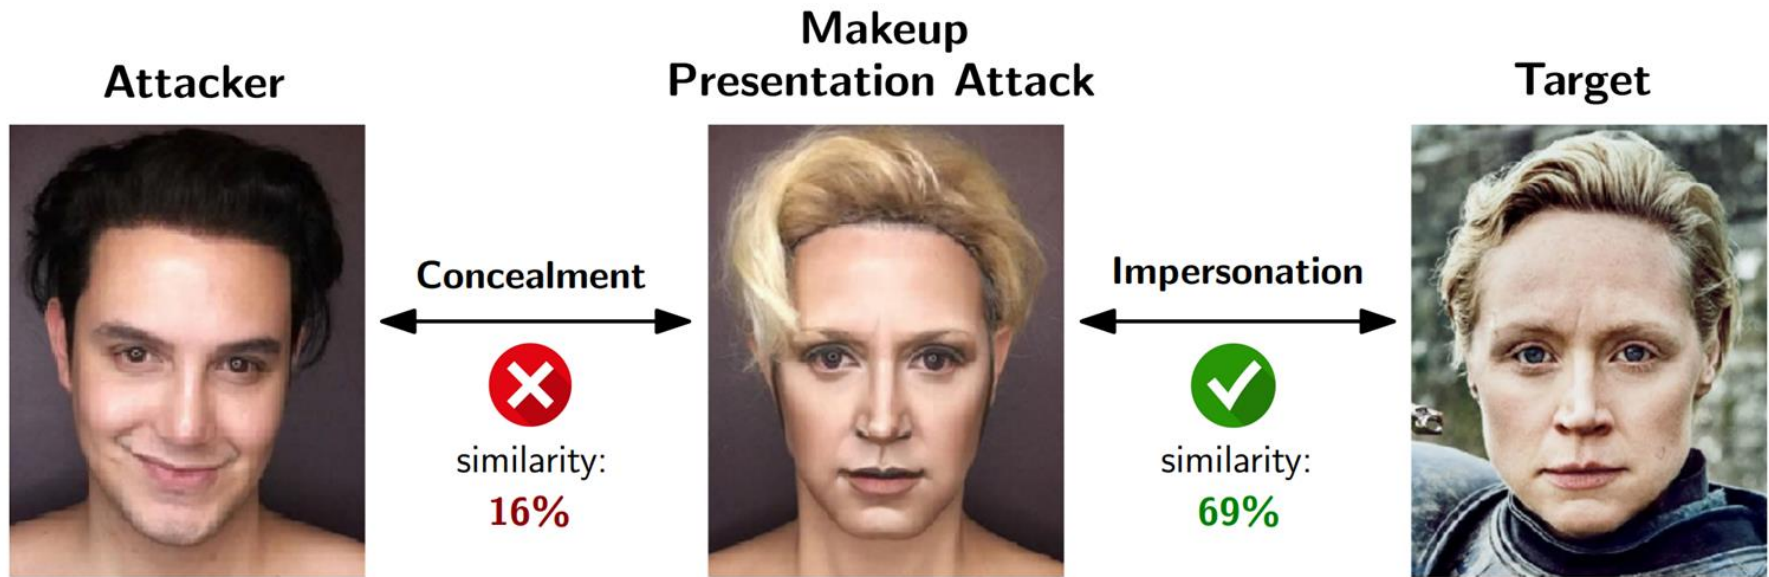 Makeup
Presentation Attack
Attacker
Target
Concealment
similarity:
16%
Impersonation
similarity:
69%